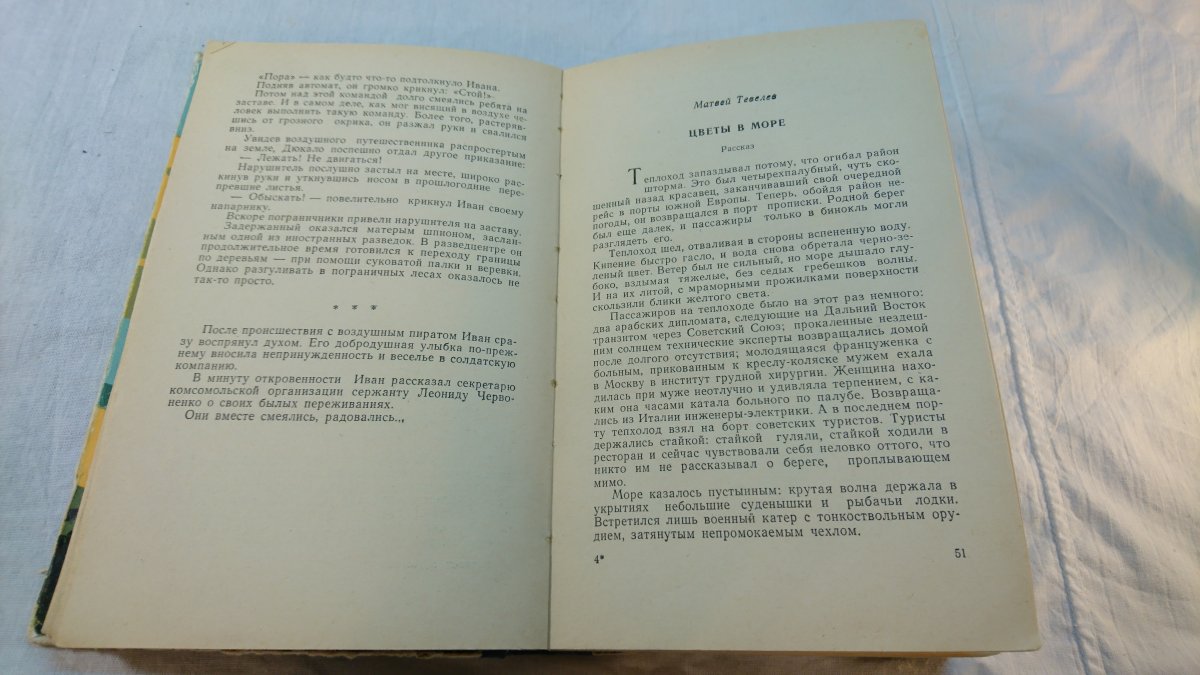 «Пора» — как будто что-то подтолкнуло Ивана.
Подняв автомат, он громко крикнул: «Стой!».
Потом над этой командой долго смеялись ребята на
заставе. И в самом деле, как мог висящий в воздухе че-
ловек выполнить такую команду. Более того, растеряв-
шись от грозного окрика, он разжал руки и свалился
вниз.
Увидев воздушного путешественника распростертым
на земле, Дюкало поспешно отдал другое приказание:
— Лежать! Не двигаться!
Нарушитель послушно застыл на месте, широко рас-
кинув руки и уткнувшись носом в прошлогодние пере-
превшие листья.
— Обыскать! — повелительно крикнул Иван своему
напарнику.
Вскоре пограничники привели нарушителя на заставу.
Задержанный оказался матерым шпионом, заслан-
ным одной из иностранных разведок. В разведцентре он
продолжительное время готовился к переходу границы
по деревьям — при помощи суковатой палки и веревки.
Однако разгуливать в пограничных лесах оказалось не
так-то просто.
* * *
После происшествия с воздушным пиратом Иван сра-
зу воспрянул духом. Его добродушная улыбка по-преж-
нему вносила непринужденность и веселье в солдатскую
компанию.
В минуту откровенности Иван рассказал секретарю
комсомольской организации сержанту Леониду Черво-
ненко о своих былых переживаниях.
Они вместе смеялись, радовались...
Матвей Тевелев
ЦВЕТЫ В МОРЕ
Рассказ
Теплоход запаздывал потому, что огибал район
шторма. Это был четырехпалубный, чуть ско-
шенный назад красавец, заканчивавший свой очередной
рейс в порты южной Европы. Теперь, обойдя район не-
погоды, он возвращался в порт прописки. Родной берег
был еще далек, и пассажиры только в бинокль могли
разглядеть его.
Теплоход шел, отваливая в стороны вспененную воду.
Кипение быстро гасло, и вода снова обретала черно-зе-
леный цвет. Ветер был не сильный, но море дышало глу-
боко, вздымая тяжелые, без седых гребешков волны.
И на их литой, с мраморными прожилками поверхности
скользили блики желтого света.
Пассажиров на теплоходе было на этот раз немного:
два арабских дипломата, следующие на Дальний Восток
транзитом через Советский Союз; прокаленные нездеш-
ним солнцем технические эксперты возвращались домой
после долгого отсутствия; молодящаяся француженка с
больным, прикованным к креслу-коляске мужем ехала
в Москву в институт грудной хирургии. Женщина нахо-
дилась при муже неотлучно и удивляла терпением, с ка-
ким она часами катала больного по палубе. Возвраща-
лись из Италии инженеры-электрики. А в последнем пор-
ту тепхолод взял на борт советских туристов. Туристы
держались стайкой: стайкой гуляли, стайкой ходили в
ресторан и сейчас чувствовали себя неловко оттого, что
никто им не рассказывал о береге, проплывающем
мимо.
Море казалось пустынным: крутая волна держала в
укрытиях небольшие суденышки и рыбачьи лодки.
Встретился лишь военный катер с тонкоствольным ору-
дием, затянутым непромокаемым чехлом.
4*
51